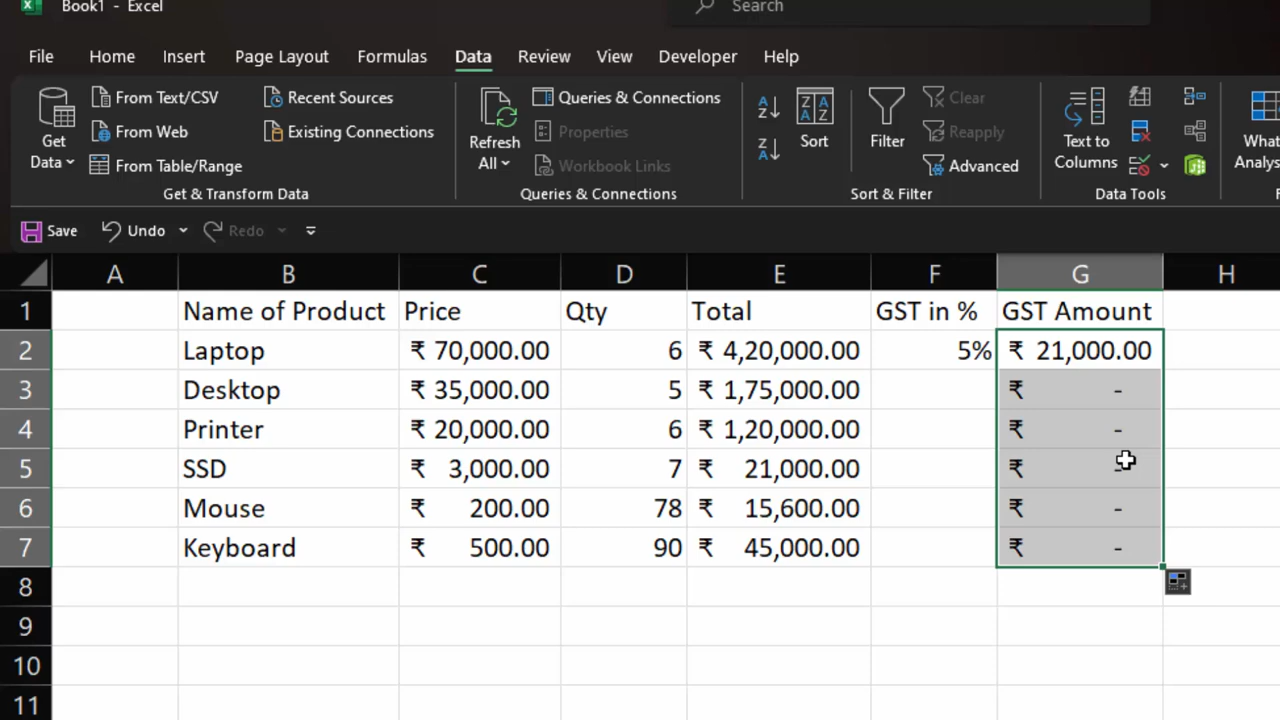 Book1 - Excel
Search
File Home Insert Page Layout Formulas Data Review View Developer Help
Get Data
From Text/CSV
From Web
From Table/Range
Recent Sources
Existing Connections
Get & Transform Data
Refresh All
Queries & Connections
Properties
Workbook Links
Queries & Connections
Sort
Filter
Clear
Reapply
Advanced
Sort & Filter
Text to Columns
Data Tools
Save Undo Redo
A B C D E F G H
1 Name of Product Price Qty Total GST in % GST Amount
2 Laptop ₹ 70,000.00 6 ₹ 4,20,000.00 5% ₹ 21,000.00
3 Desktop ₹ 35,000.00 5 ₹ 1,75,000.00 ₹ -
4 Printer ₹ 20,000.00 6 ₹ 1,20,000.00 ₹ -
5 SSD ₹ 3,000.00 7 ₹ 21,000.00 ₹ -
6 Mouse ₹ 200.00 78 ₹ 15,600.00 ₹ -
7 Keyboard ₹ 500.00 90 ₹ 45,000.00 ₹ -
8
9
10
11